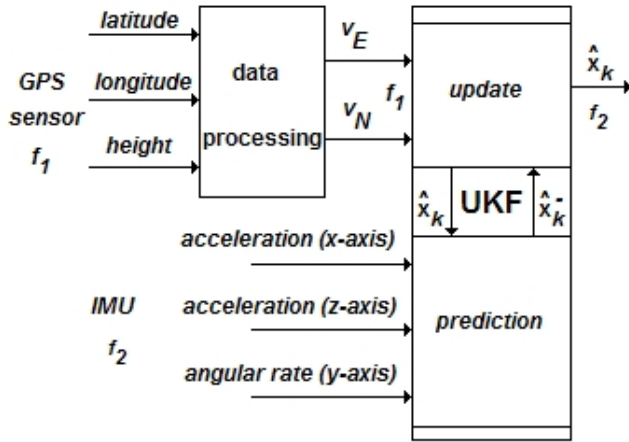 latitude
GPS
sensor
f1
longitude
height
data
processing
vE
f1
vN
update
x̂k
f2
x̂k
UKF
x̂k-
acceleration (x-axis)
IMU
f2
acceleration (z-axis)
angular rate (y-axis)
prediction